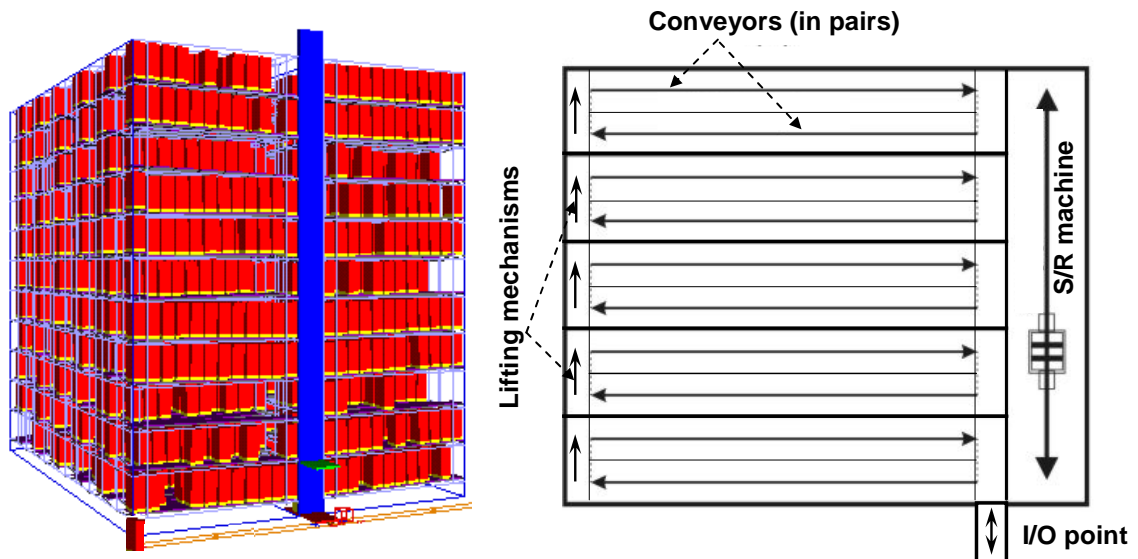 Conveyors (in pairs)
Lifting mechanisms
S/R machine
I/O point